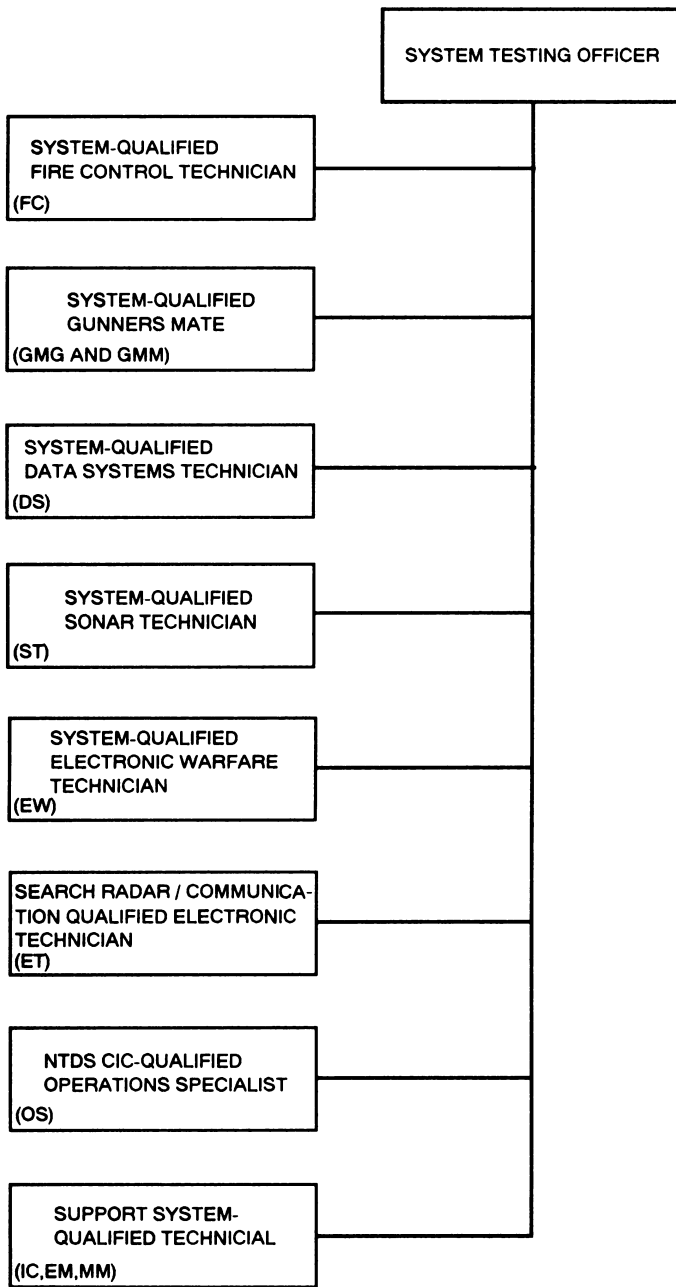 SYSTEM TESTING OFFICER
SYSTEM-QUALIFIED
FIRE CONTROL TECHNICIAN
(FC)
SYSTEM-QUALIFIED
GUNNERS MATE
(GMG AND GMM)
SYSTEM-QUALIFIED
DATA SYSTEMS TECHNICIAN
(DS)
SYSTEM-QUALIFIED
SONAR TECHNICIAN
(ST)
SYSTEM-QUALIFIED
ELECTRONIC WARFARE
TECHNICIAN
(EW)
SEARCH RADAR / COMMUNICA-
TION QUALIFIED ELECTRONIC
TECHNICIAN
(ET)
NTDS CIC-QUALIFIED
OPERATIONS SPECIALIST
(OS)
SUPPORT SYSTEM-
QUALIFIED TECHNICIAL
(IC,EM,MM)